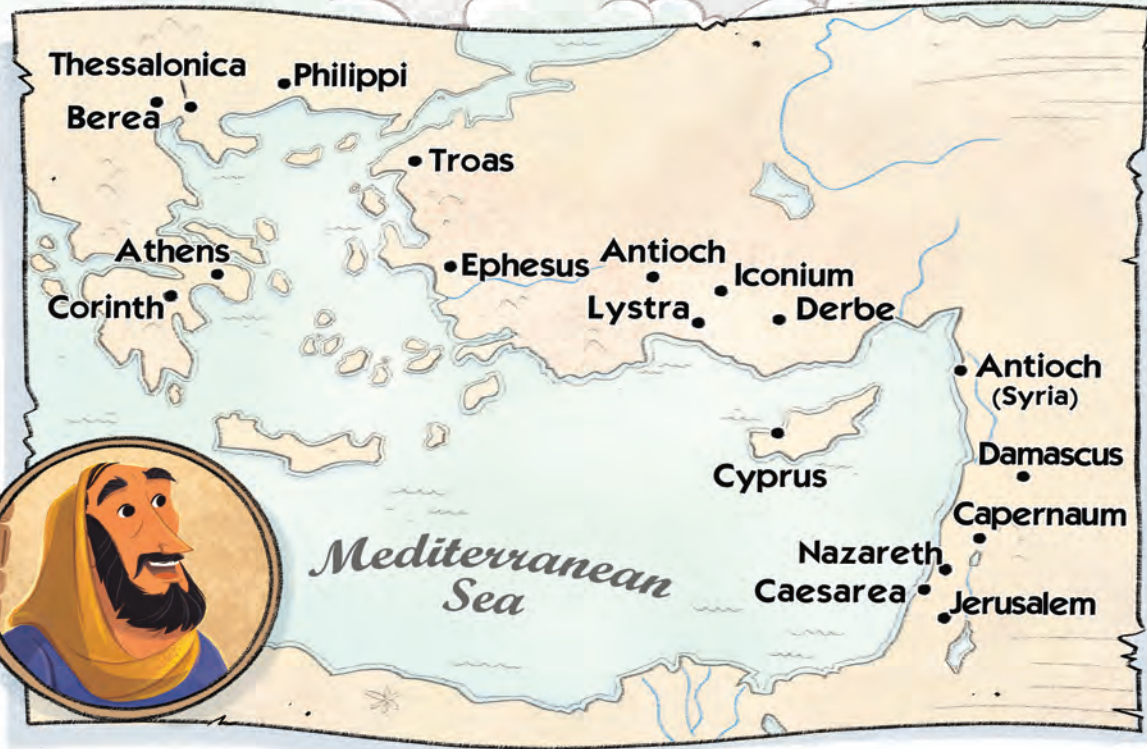 Thessalonica
Philippi
Berea
Troas
Athens
Ephesus
Antioch
Iconium
Corinth
Lystra
Derbe
Antioch
(Syria)
Damascus
Cyprus
Capernaum
Nazareth
Mediterranean
Sea
Caesarea
Jerusalem